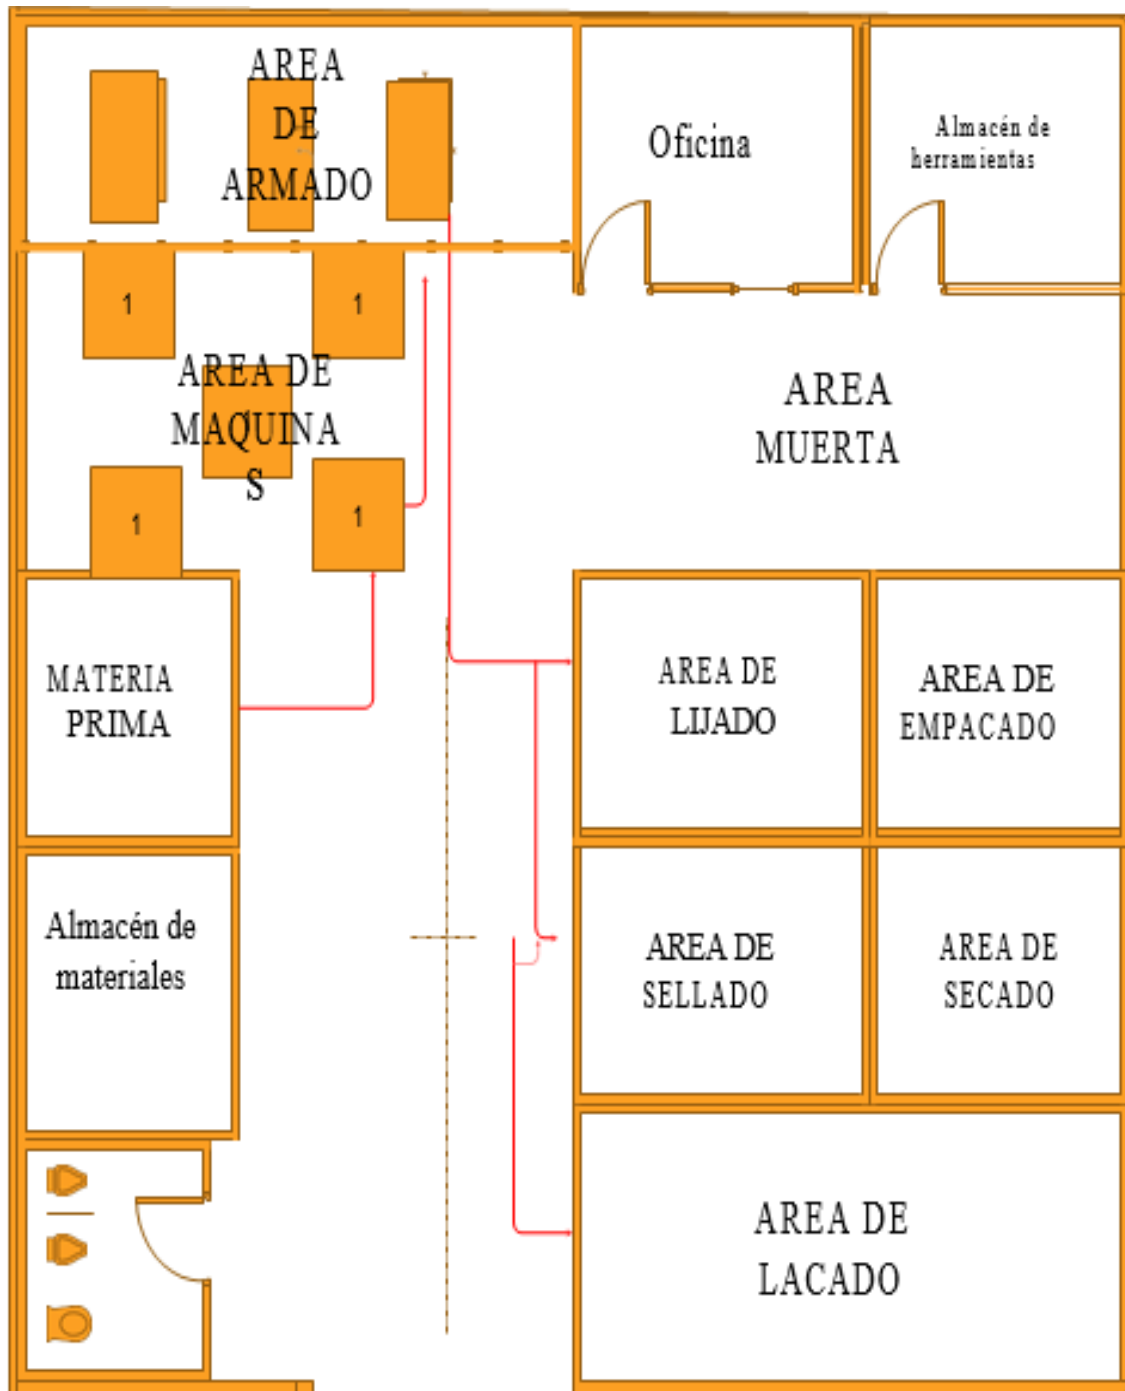 AREA
DE
ARMADO
Oficina
Almacén de
herramientas
1
1
AREA DE
MAQUINA
S
AREA
MUERTA
1
1
MATERIA
PRIMA
AREA DE
LIJADO
AREA DE
EMPACADO
Almacén de
materiales
AREA DE
SELLADO
AREA DE
SECADO
AREA DE
LACADO